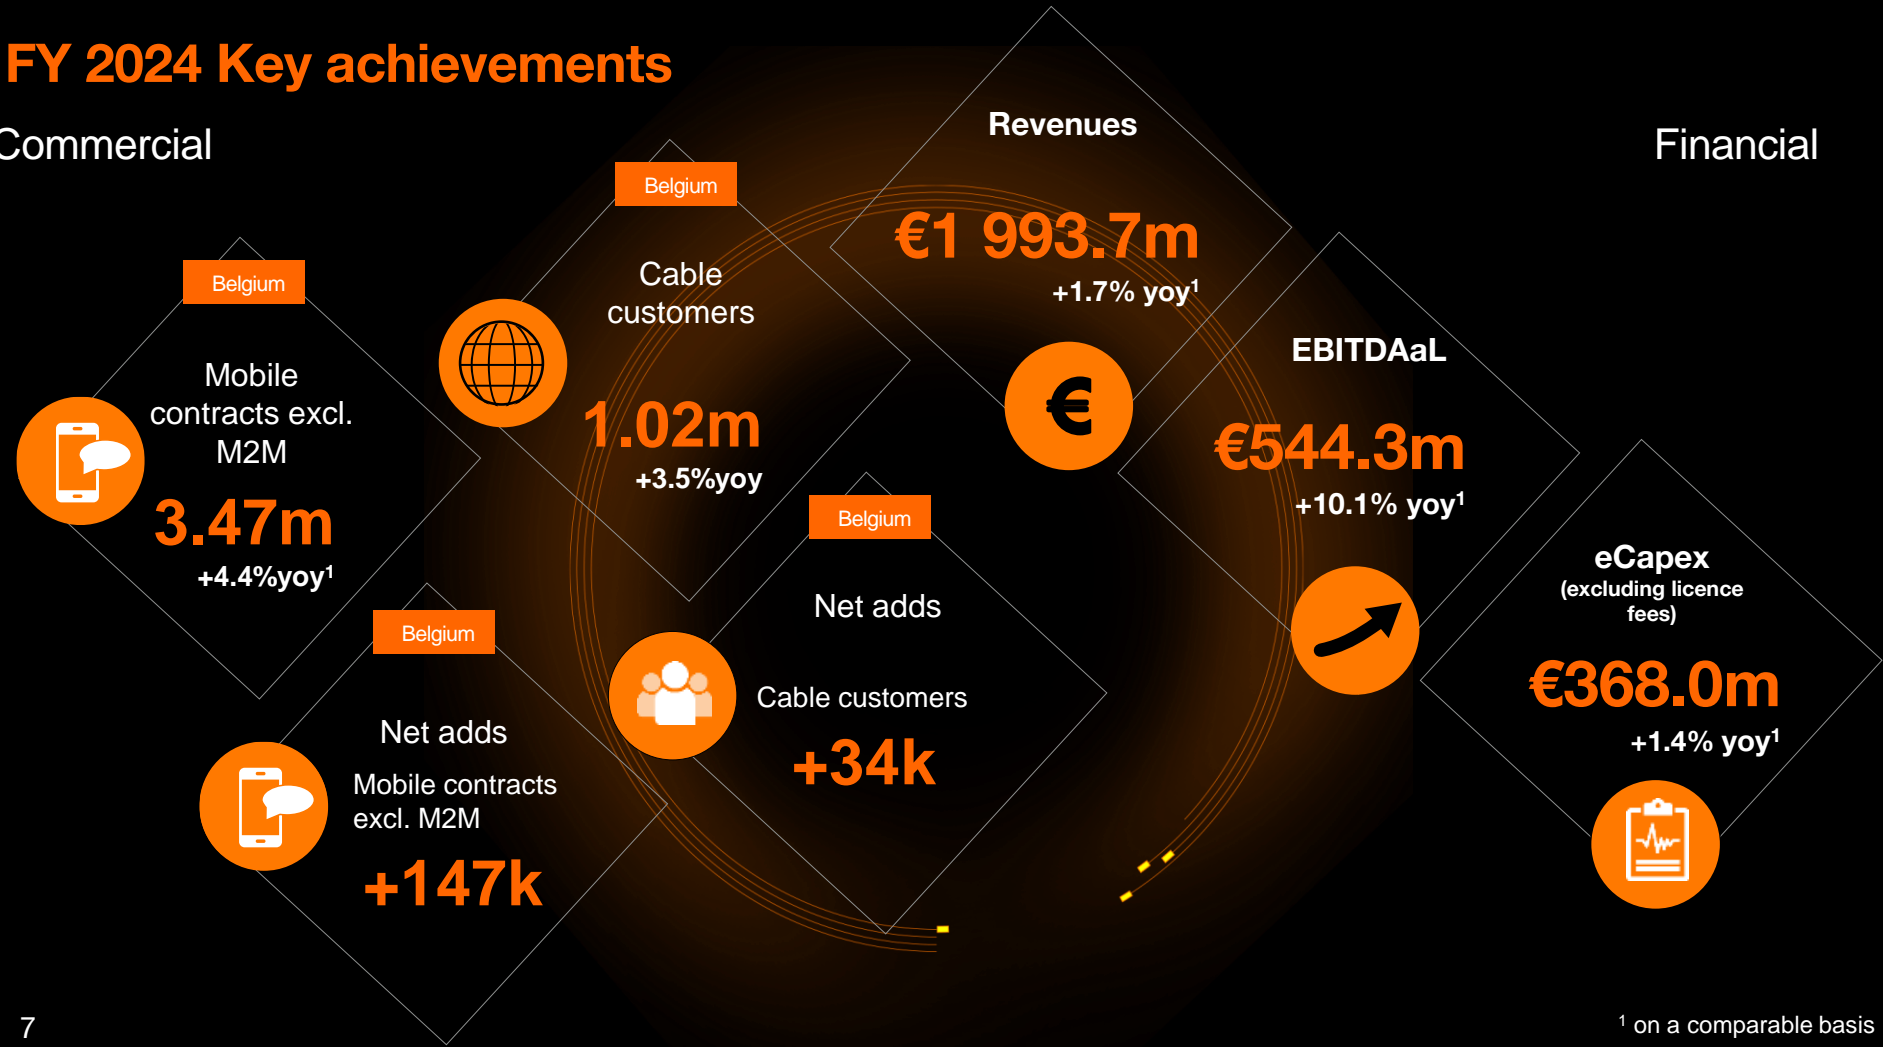 FY 2024 Key achievements
Commercial
Financial
Belgium
Mobile
contracts excl.
M2M
3.47m
+4.4%yoy¹
Belgium
Net adds
Mobile contracts
excl. M2M
+147k
Belgium
Cable
customers
1.02m
+3.5%yoy
Belgium
Net adds
Cable customers
+34k
Revenues
€1 993.7m
+1.7% yoy¹
€
EBITDAaL
€544.3m
+10.1% yoy¹
eCapex
(excluding licence
fees)
€368.0m
+1.4% yoy¹
7
¹ on a comparable basis